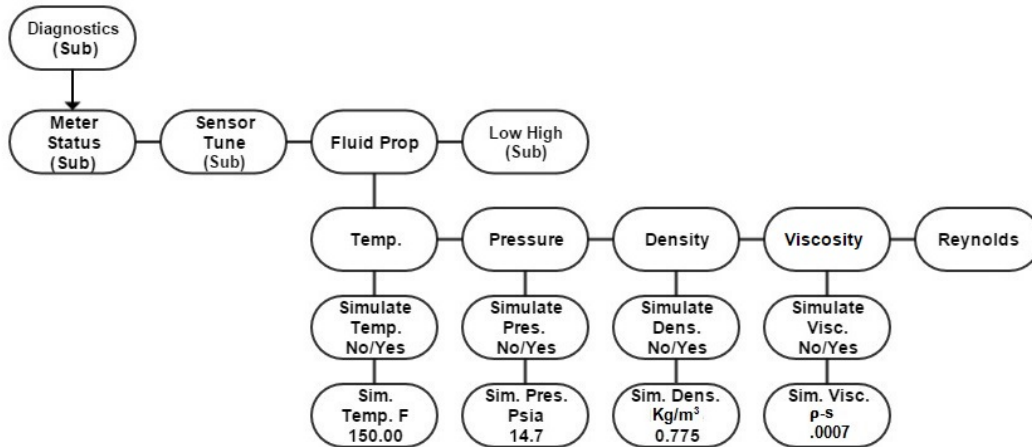 Diagnostics
(Sub)
Meter
Status
(Sub)
Sensor
Tune
(Sub)
Fluid Prop
Low High
(Sub)
Temp.
Pressure
Density
Viscosity
Reynolds
Simulate
Temp.
No/Yes
Simulate
Pres.
No/Yes
Simulate
Dens.
No/Yes
Simulate
Visc.
No/Yes
Sim.
Temp. F
150.00
Sim. Pres.
Psia
14.7
Sim. Dens.
Kg/m³
0.775
Sim. Visc.
ρ-s
.0007